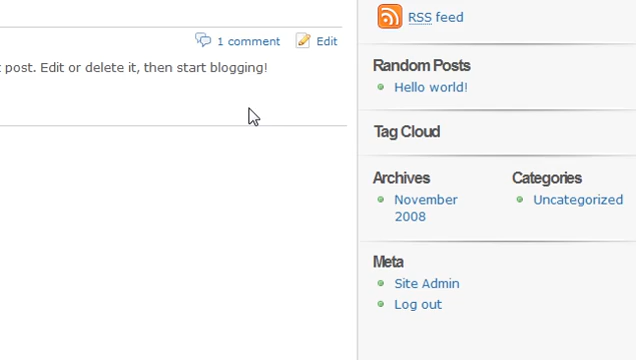 RSS feed
1 comment Edit
post. Edit or delete it, then start blogging!
Random Posts
Hello world!
Tag Cloud
Archives
November
2008
Categories
Uncategorized
Meta
Site Admin
Log out